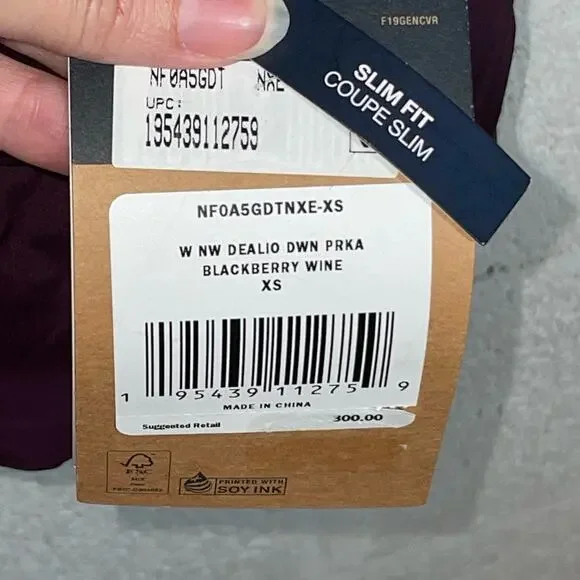 F19GENCVR
SLIM FIT
COUPE SLIM
NF0A5GDT
UPC:
195439112759
NF0A5GDTNXE-XS
W NW DEALIO DWN PRKA
BLACKBERRY WINE
XS
1 95439 11275 9
MADE IN CHINA
Suggested Retail 300.00
PRINTED WITH
SOY INK